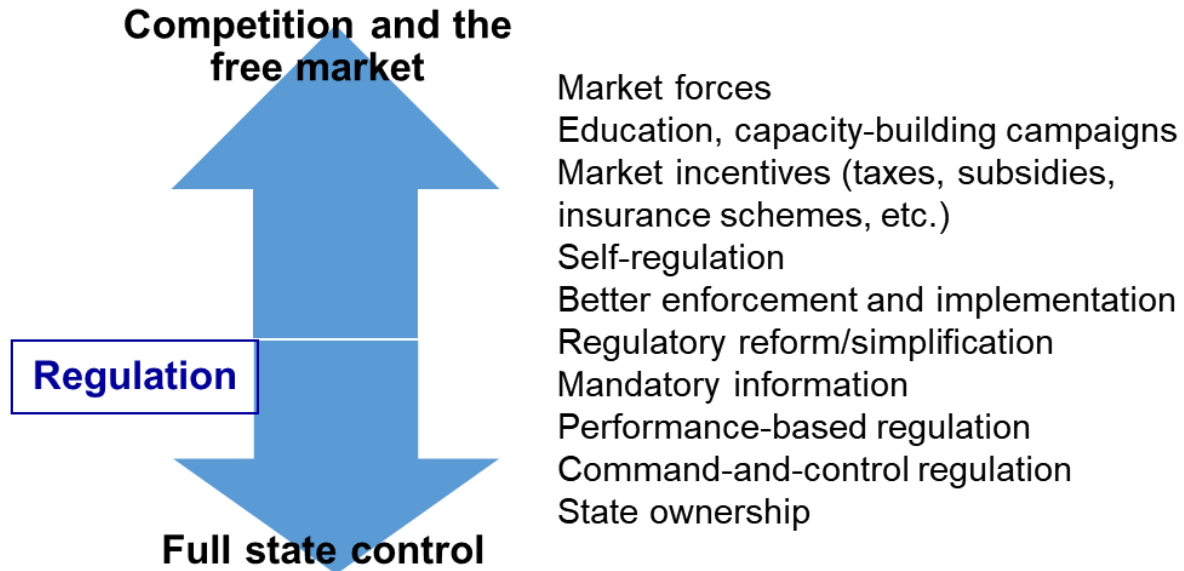 Competition and the
free market
Market forces
Education, capacity-building campaigns
Market incentives (taxes, subsidies,
insurance schemes, etc.)
Self-regulation
Better enforcement and implementation
Regulatory reform/simplification
Mandatory information
Performance-based regulation
Command-and-control regulation
State ownership
Regulation
Full state control